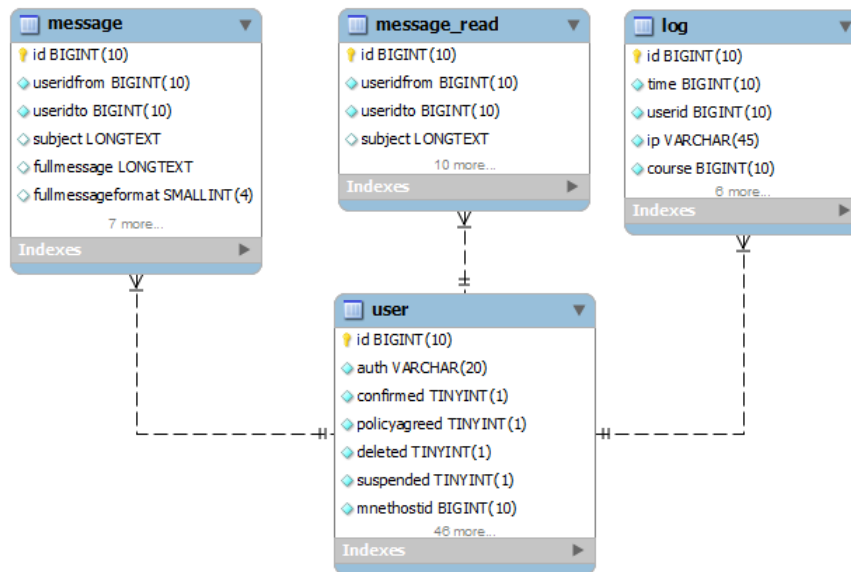 message
id BIGINT(10)
useridfrom BIGINT(10)
useridto BIGINT(10)
subject LONGTEXT
fullmessage LONGTEXT
fullmessageformat SMALLINT(4)
7 more...
Indexes
message_read
id BIGINT(10)
useridfrom BIGINT(10)
useridto BIGINT(10)
subject LONGTEXT
10 more...
Indexes
log
id BIGINT(10)
time BIGINT(10)
userid BIGINT(10)
ip VARCHAR(45)
course BIGINT(10)
6 more...
Indexes
user
id BIGINT(10)
auth VARCHAR(20)
confirmed TINYINT(1)
policyagreed TINYINT(1)
deleted TINYINT(1)
suspended TINYINT(1)
mnethostid BIGINT(10)
46 more...
Indexes